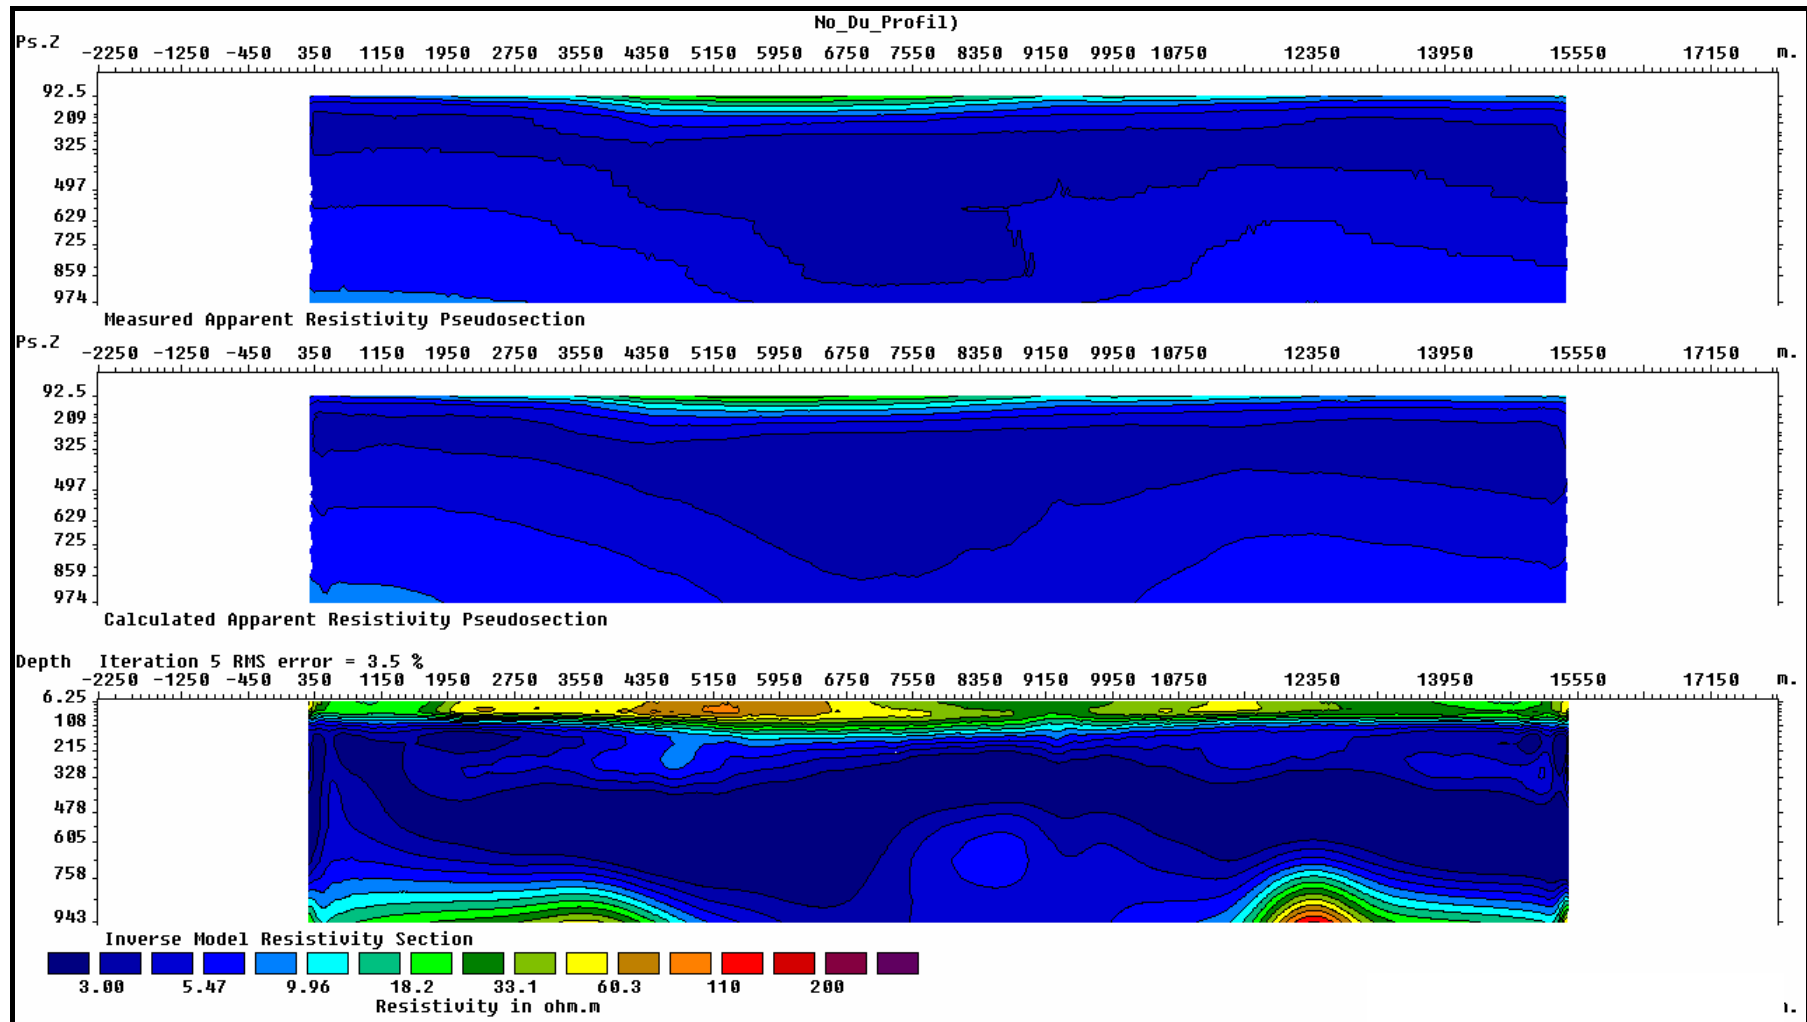 No_Du_Profil)
Ps.Z -2250 -1250 -450 350 1150 1950 2750 3550 4350 5150 5950 6750 7550 8350 9150 9950 10750 12350 13950 15550 17150 m.
92.5
209
325
497
629
725
859
974
Measured Apparent Resistivity Pseudosection
Ps.Z -2250 -1250 -450 350 1150 1950 2750 3550 4350 5150 5950 6750 7550 8350 9150 9950 10750 12350 13950 15550 17150 m.
92.5
209
325
497
629
725
859
974
Calculated Apparent Resistivity Pseudosection
Depth Iteration 5 RMS error = 3.5 %
-2250 -1250 -450 350 1150 1950 2750 3550 4350 5150 5950 6750 7550 8350 9150 9950 10750 12350 13950 15550 17150 m.
6.25
108
215
328
478
605
758
943
Inverse Model Resistivity Section
3.00 5.47 9.96 18.2 33.1 60.3 110 200
Resistivity in ohm.m